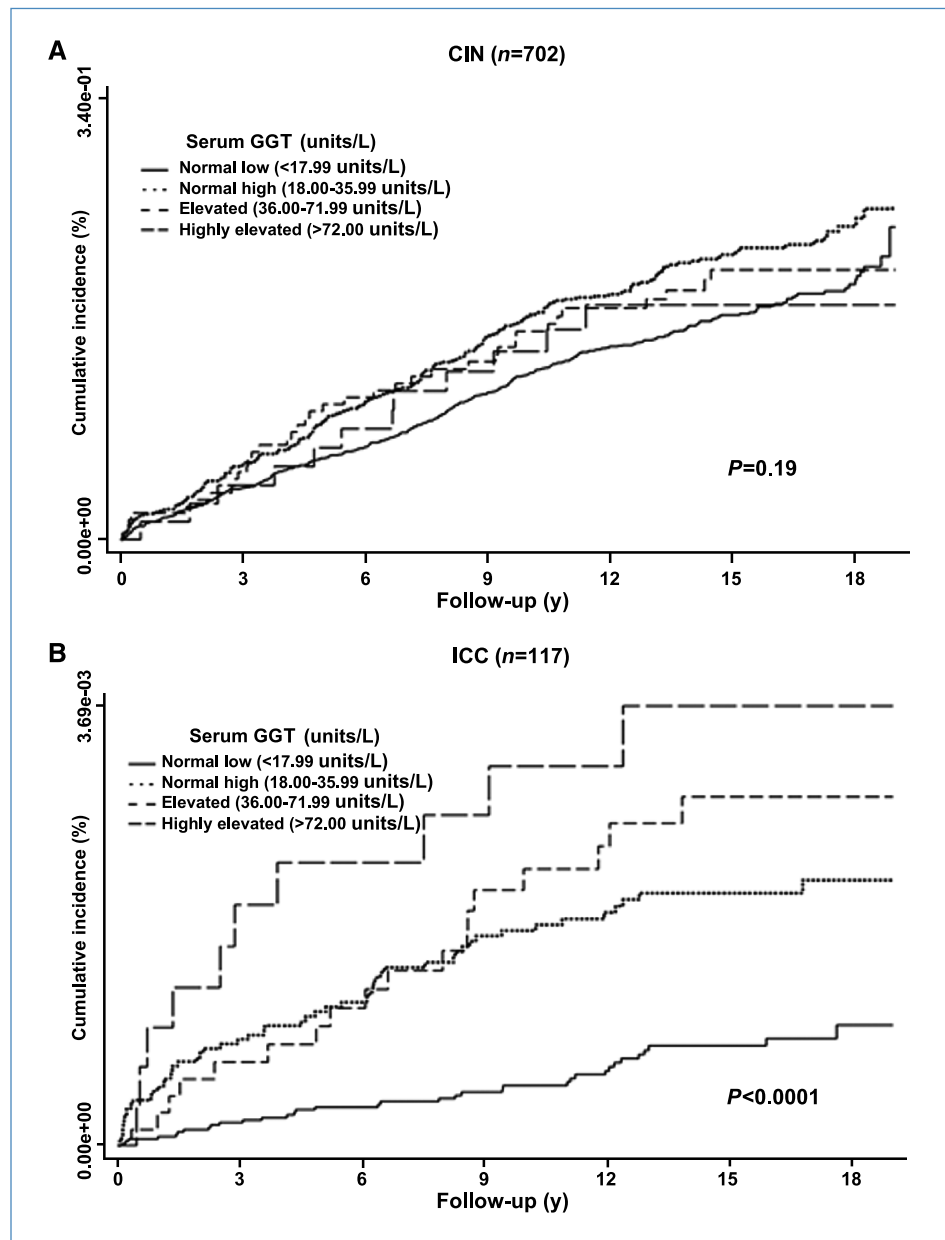 A
CIN (n=702)
3.40e-01
Serum GGT (units/L)
Normal low (<17.99 units/L)
Normal high (18.00-35.99 units/L)
Elevated (36.00-71.99 units/L)
Highly elevated (>72.00 units/L)
Cumulative incidence (%)
P=0.19
0.00e+00
0 3 6 9 12 15 18
Follow-up (y)
B
ICC (n=117)
3.69e-03
Serum GGT (units/L)
Normal low (<17.99 units/L)
Normal high (18.00-35.99 units/L)
Elevated (36.00-71.99 units/L)
Highly elevated (>72.00 units/L)
Cumulative incidence (%)
P<0.0001
0.00e+00
0 3 6 9 12 15 18
Follow-up (y)